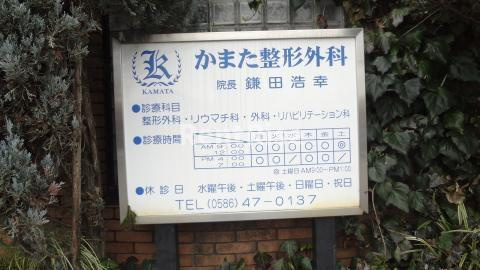 K
KAMATA
かまた整形外科
院長 鎌田浩幸
●診療科目
整形外科・リウマチ科・外科・リハビリテーション科
●診療時間
月 火 水 木 金 土
AM 9:00 12:00 ○ ○ ○ ○ ○ ◎
PM 4:00 7:00 ○ ○ / ○ ○ /
◎土曜日AM9:00~PM1:00
●休診日 水曜午後・土曜午後・日曜日・祝日
TEL(0586)47-0137